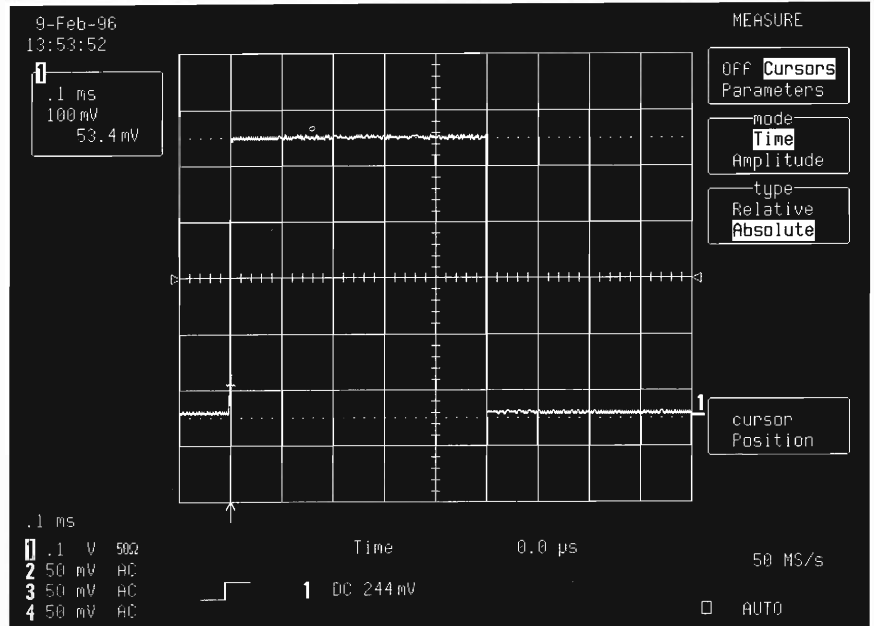 9-Feb-96
13:53:52
1
.1 ms
100 mV
53.4 mV
MEASURE
Off Cursors
Parameters
mode
Time
Amplitude
type
Relative
Absolute
1
cursor
Position
.1 ms
1 .1 V 50Ω
2 50 mV AC
3 50 mV AC
4 50 mV AC
Time 0.0 µs
1 DC 244 mV
50 MS/s
AUTO